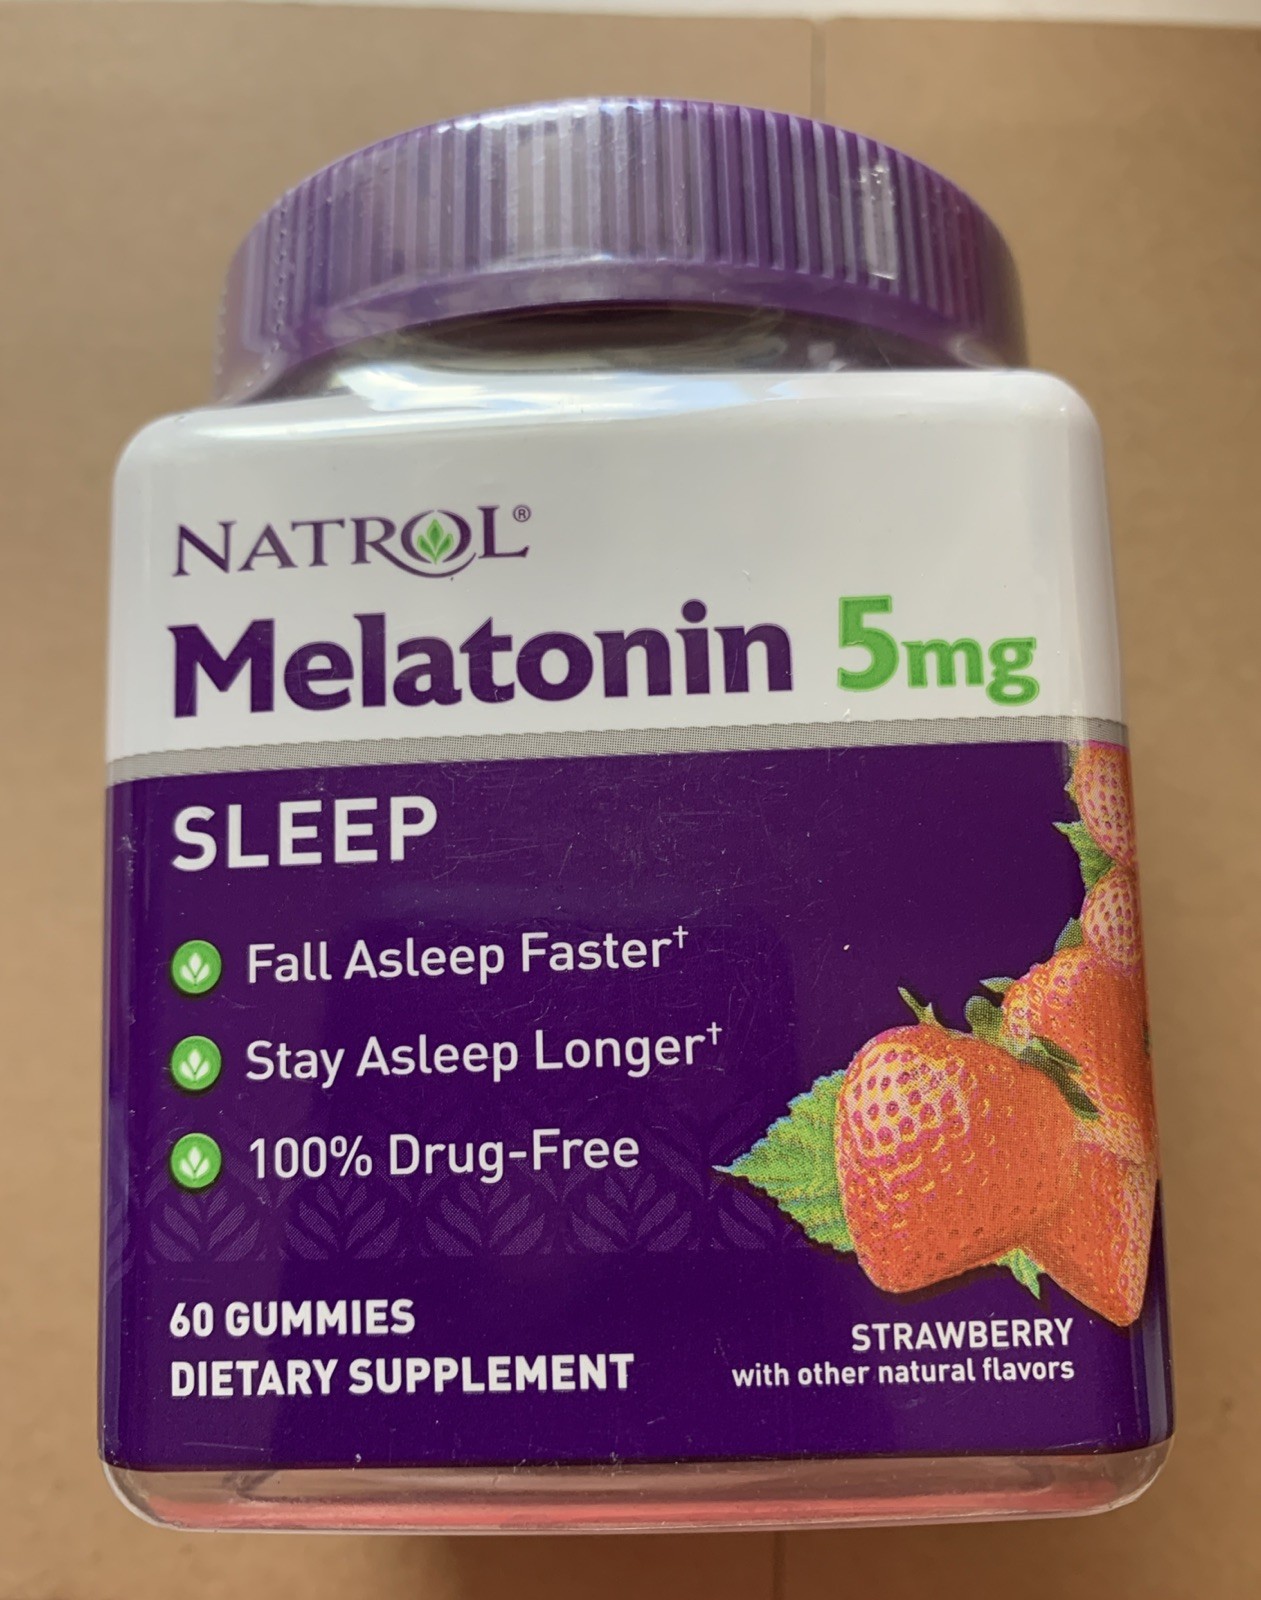 NATROL®
Melatonin 5mg
SLEEP
Fall Asleep Faster†
Stay Asleep Longer†
100% Drug-Free
60 GUMMIES
DIETARY SUPPLEMENT
STRAWBERRY
with other natural flavors